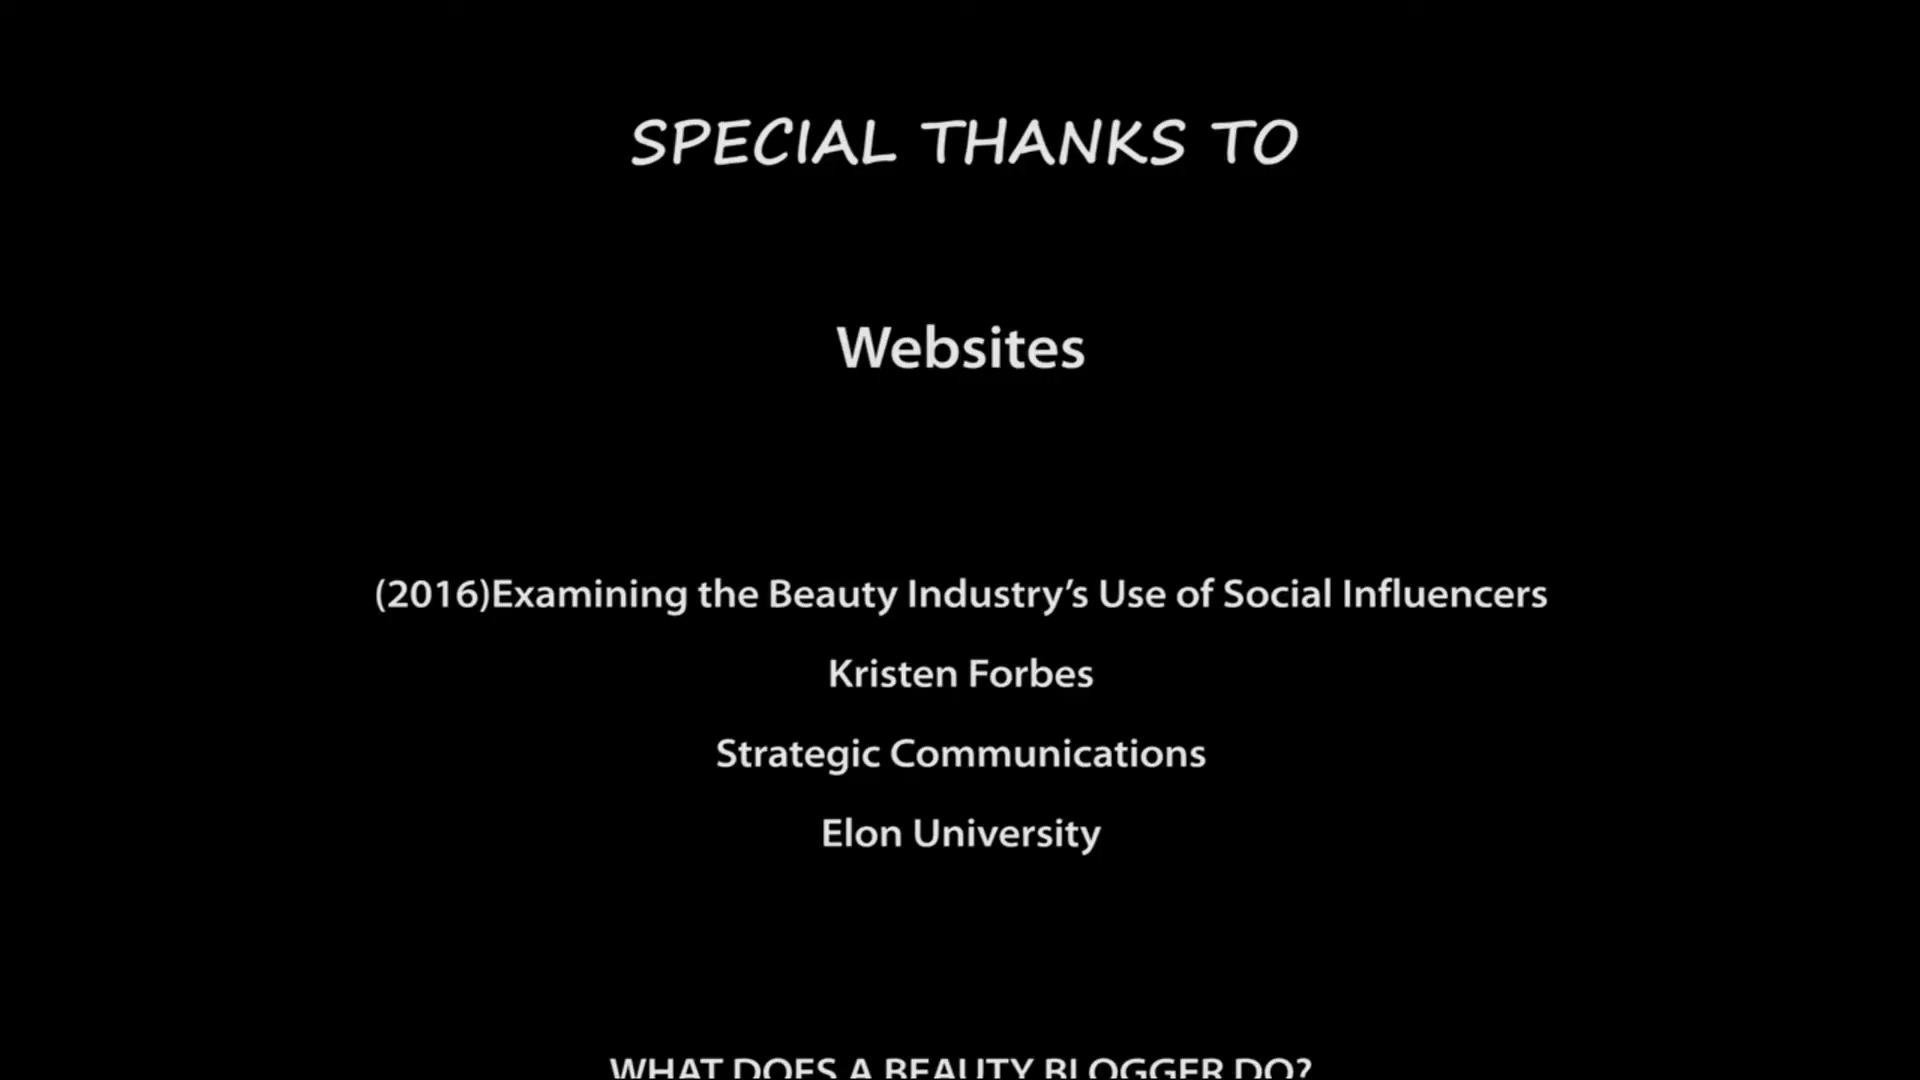 SPECIAL THANKS TO
Websites
(2016)Examining the Beauty Industry’s Use of Social Influencers
Kristen Forbes
Strategic Communications
Elon University
WHAT DOES A BEAUTY BLOGGER DO?